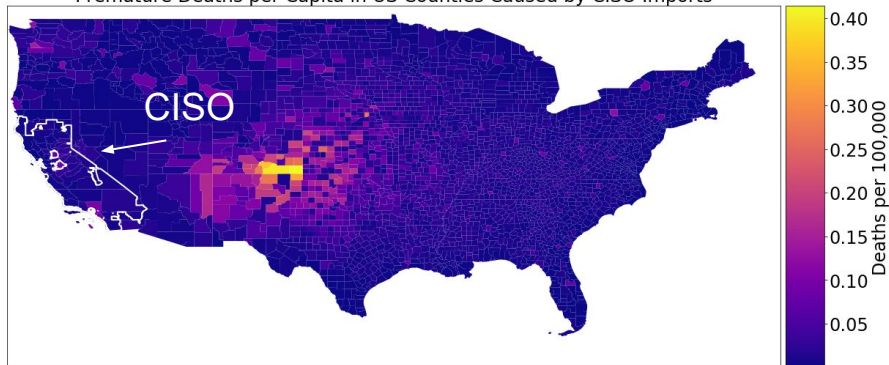 Premature Deaths per Capita in US Counties Caused by CISO Imports
CISO
0.40
0.35
0.30
0.25
0.20
0.15
0.10
0.05
Deaths per 100,000